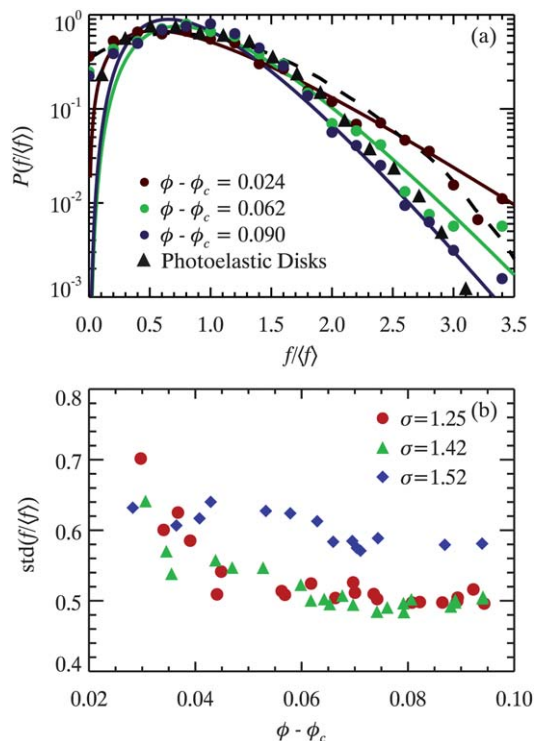 (a)
10⁰
10⁻¹
10⁻²
10⁻³
P(f/⟨f⟩)
ϕ - ϕc = 0.024
ϕ - ϕc = 0.062
ϕ - ϕc = 0.090
Photoelastic Disks
0.0 0.5 1.0 1.5 2.0 2.5 3.0 3.5
f/⟨f⟩
(b)
0.8
0.7
0.6
0.5
0.4
std(f/⟨f⟩)
σ=1.25
σ=1.42
σ=1.52
0.02 0.04 0.06 0.08 0.10
ϕ - ϕc